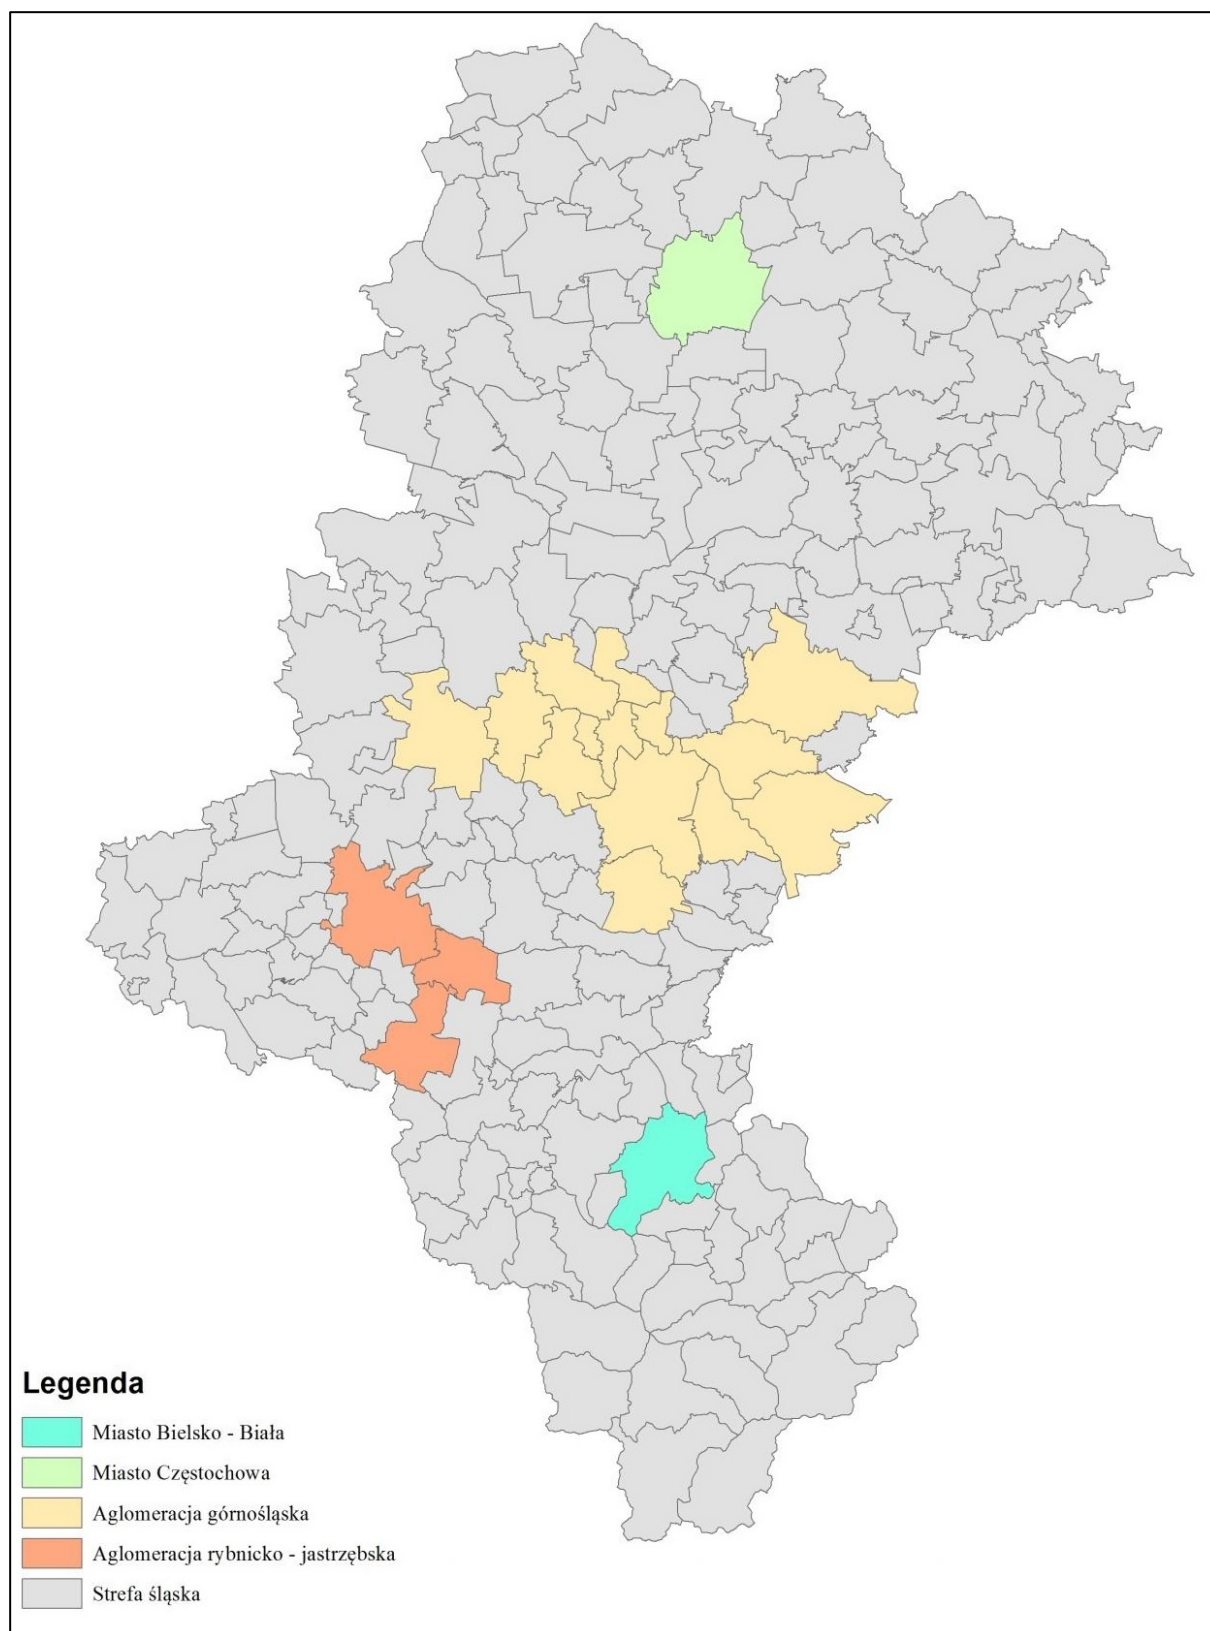 Legenda
Miasto Bielsko - Biała
Miasto Częstochowa
Aglomeracja górnośląska
Aglomeracja rybnicko - jastrzębska
Strefa śląska